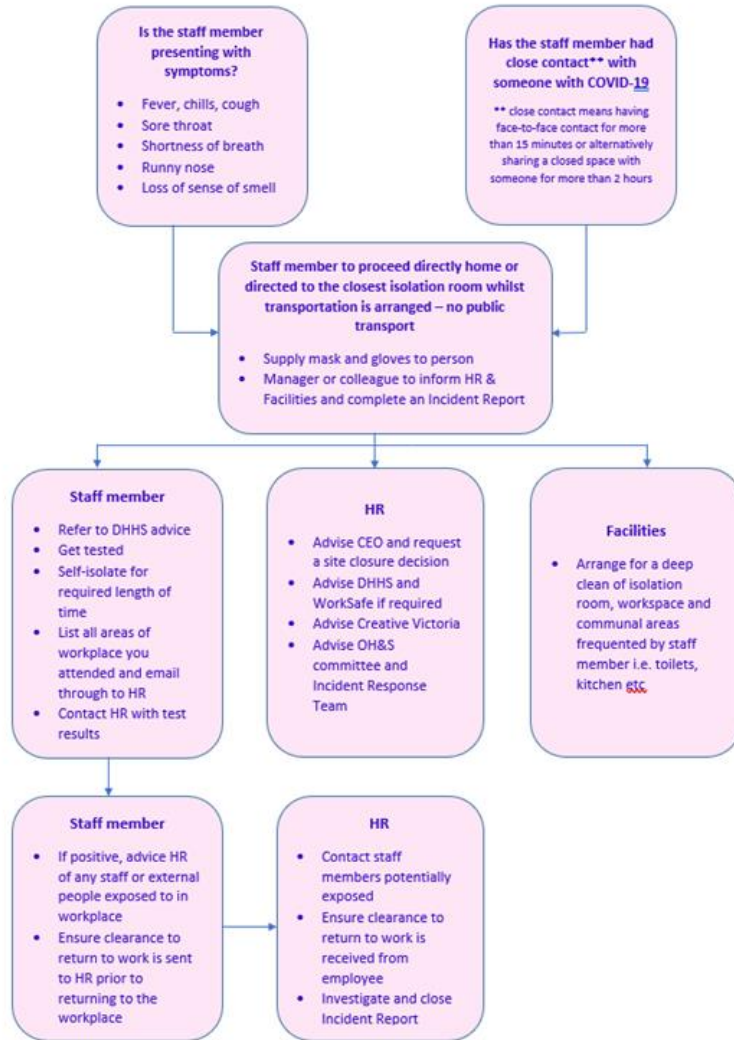 Is the staff member
presenting with
symptoms?
• Fever, chills, cough
• Sore throat
• Shortness of breath
• Runny nose
• Loss of sense of smell
Has the staff member had
close contact** with
someone with COVID-19
** close contact means having
face-to-face contact for more
than 15 minutes or alternatively
sharing a closed space with
someone for more than 2 hours
Staff member to proceed directly home or
directed to the closest isolation room whilst
transportation is arranged – no public
transport
• Supply mask and gloves to person
• Manager or colleague to inform HR &
Facilities and complete an Incident Report
Staff member
• Refer to DHHS advice
• Get tested
• Self-isolate for
required length of
time
• List all areas of
workplace you
attended and email
through to HR
• Contact HR with test
results
HR
• Advise CEO and request
a site closure decision
• Advise DHHS and
WorkSafe if required
• Advise Creative Victoria
• Advise OH&S
committee and
Incident Response
Team
Facilities
• Arrange for a deep
clean of isolation
room, workspace and
communal areas
frequented by staff
member i.e. toilets,
kitchen etc
Staff member
• If positive, advice HR
of any staff or external
people exposed to in
workplace
• Ensure clearance to
return to work is sent
to HR prior to
returning to the
workplace
HR
• Contact staff
members potentially
exposed
• Ensure clearance to
return to work is
received from
employee
• Investigate and close
Incident Report